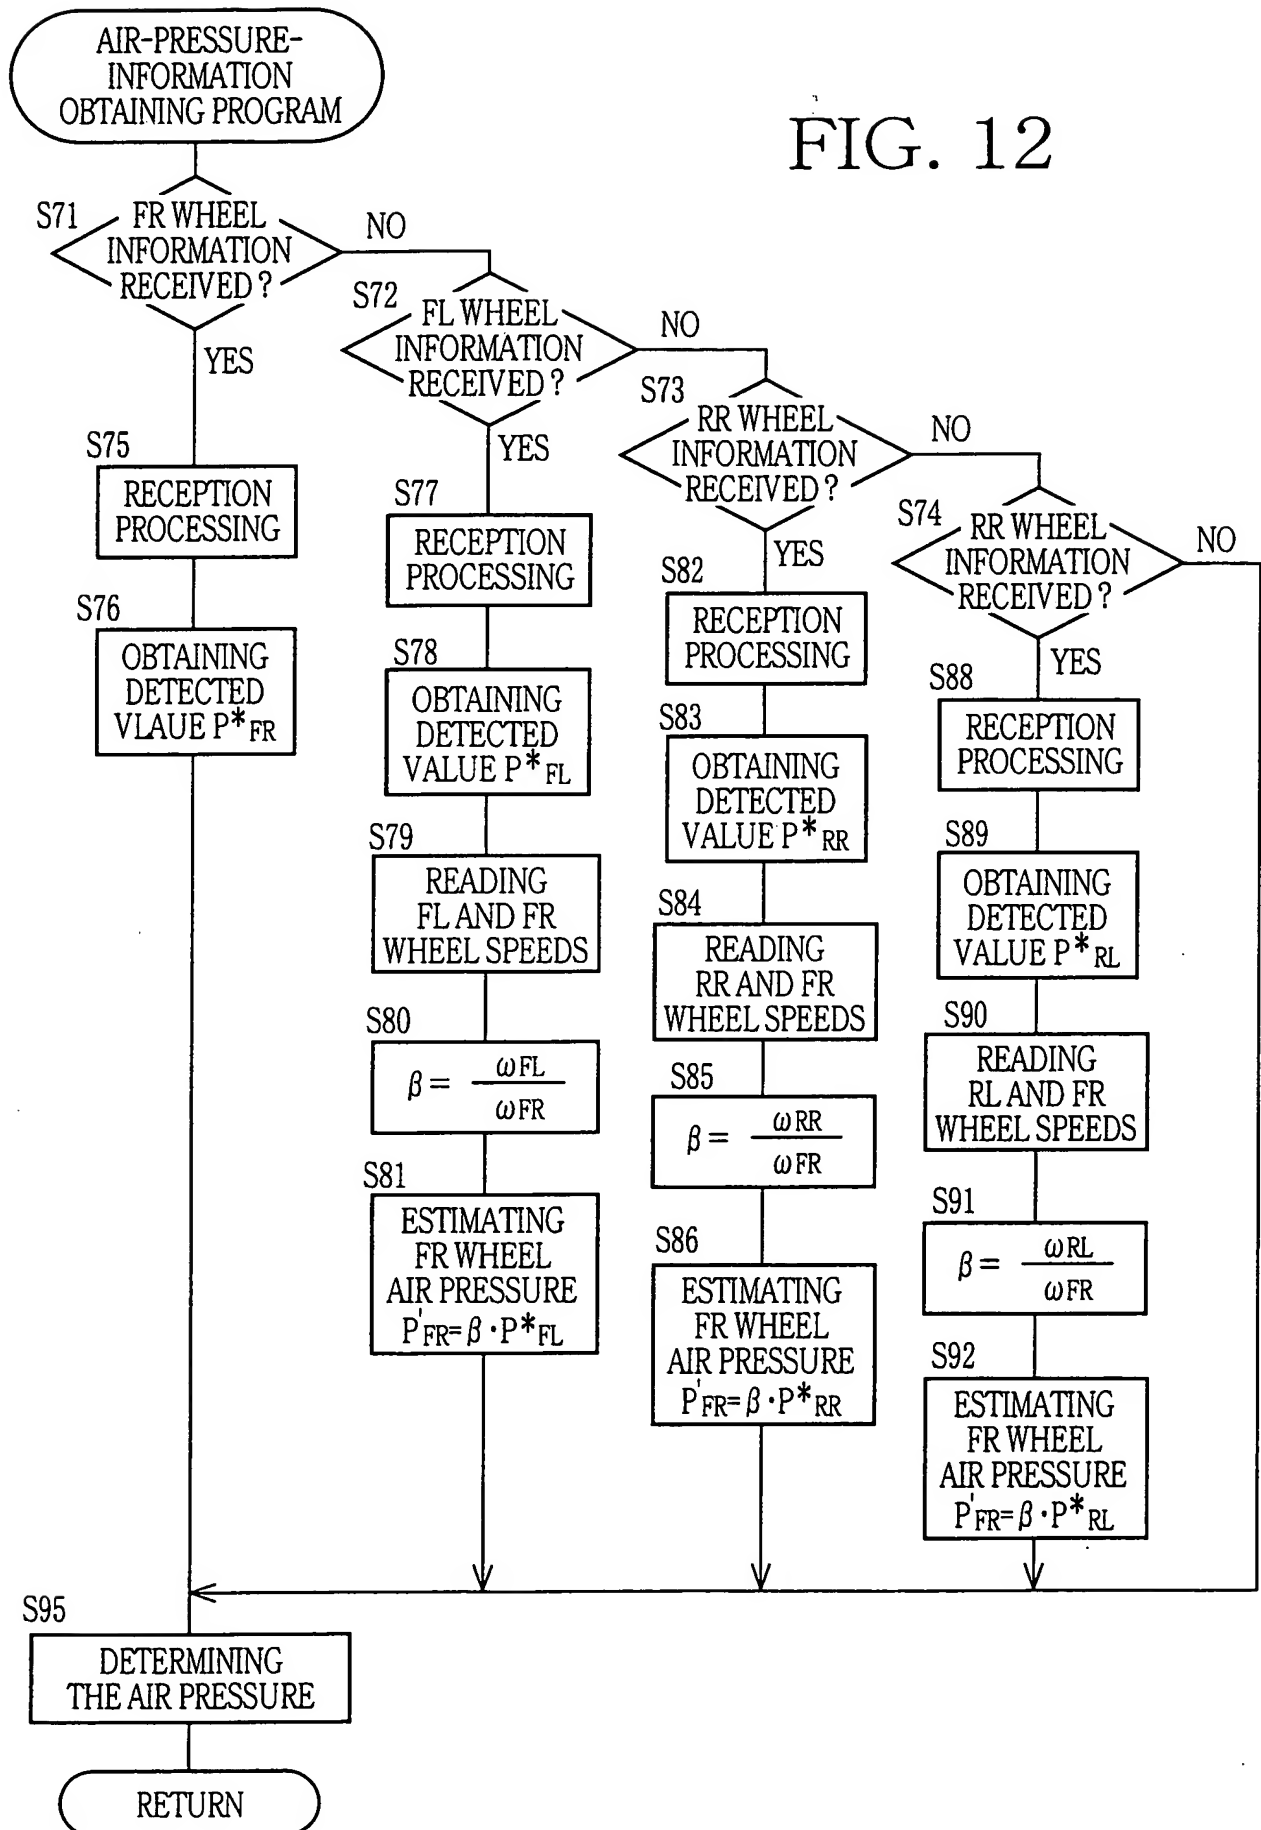 AIR-PRESSURE-
INFORMATION
OBTAINING PROGRAM
FIG. 12
S71
FR WHEEL
INFORMATION
RECEIVED?
NO
YES
S72
FL WHEEL
INFORMATION
RECEIVED?
NO
YES
S73
RR WHEEL
INFORMATION
RECEIVED?
NO
YES
S74
RR WHEEL
INFORMATION
RECEIVED?
NO
YES
S75
RECEPTION
PROCESSING
S76
OBTAINING
DETECTED
VLAUE P*FR
S77
RECEPTION
PROCESSING
S78
OBTAINING
DETECTED
VALUE P*FL
S79
READING
FL AND FR
WHEEL SPEEDS
S80
β = ωFL / ωFR
S81
ESTIMATING
FR WHEEL
AIR PRESSURE
P'FR=β·P*FL
S82
RECEPTION
PROCESSING
S83
OBTAINING
DETECTED
VALUE P*RR
S84
READING
RR AND FR
WHEEL SPEEDS
S85
β = ωRR / ωFR
S86
ESTIMATING
FR WHEEL
AIR PRESSURE
P'FR=β·P*RR
S88
RECEPTION
PROCESSING
S89
OBTAINING
DETECTED
VALUE P*RL
S90
READING
RL AND FR
WHEEL SPEEDS
S91
β = ωRL / ωFR
S92
ESTIMATING
FR WHEEL
AIR PRESSURE
P'FR=β·P*RL
S95
DETERMINING
THE AIR PRESSURE
RETURN